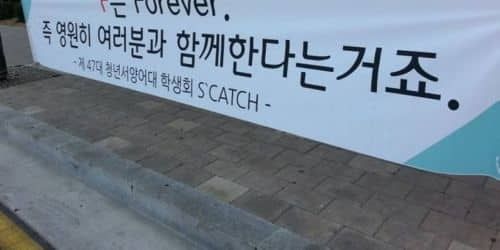 는 Forever.
즉 영원히 여러분과 함께한다는거죠.
- 제 47대 청년서양어대 학생회 S`CATCH -